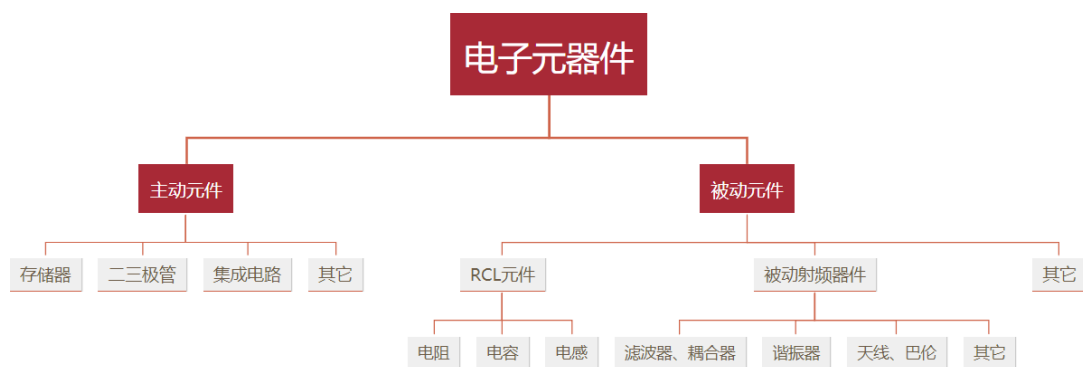 电子元器件
主动元件
被动元件
存储器
二三极管
集成电路
其它
RCL元件
被动射频器件
其它
电阻
电容
电感
滤波器、耦合器
谐振器
天线、巴伦
其它